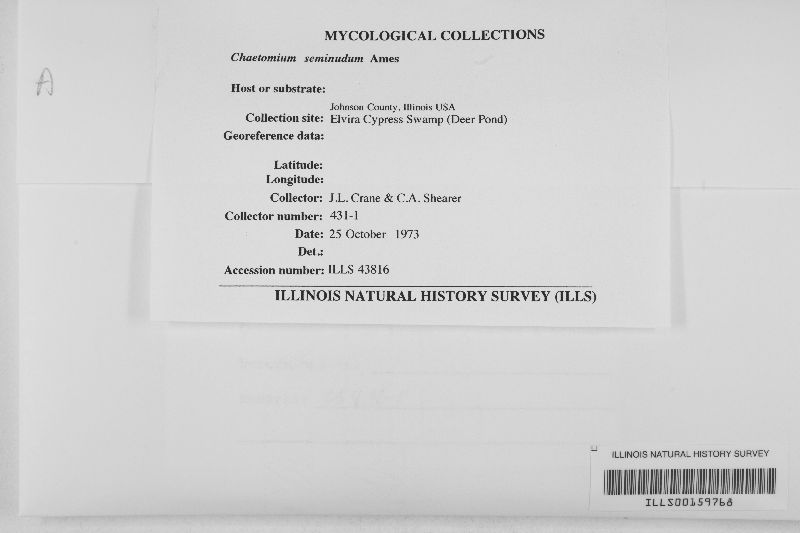 MYCOLOGICAL COLLECTIONS
Chaetomium seminudum Ames
Host or substrate:
Johnson County, Illinois USA
Collection site: Elvira Cypress Swamp (Deer Pond)
Georeference data:
Latitude:
Longitude:
Collector: J.L. Crane & C.A. Shearer
Collector number: 431-1
Date: 25 October 1973
Det.:
Accession number: ILLS 43816
ILLINOIS NATURAL HISTORY SURVEY (ILLS)
A
ILLINOIS NATURAL HISTORY SURVEY
ILLS00159768